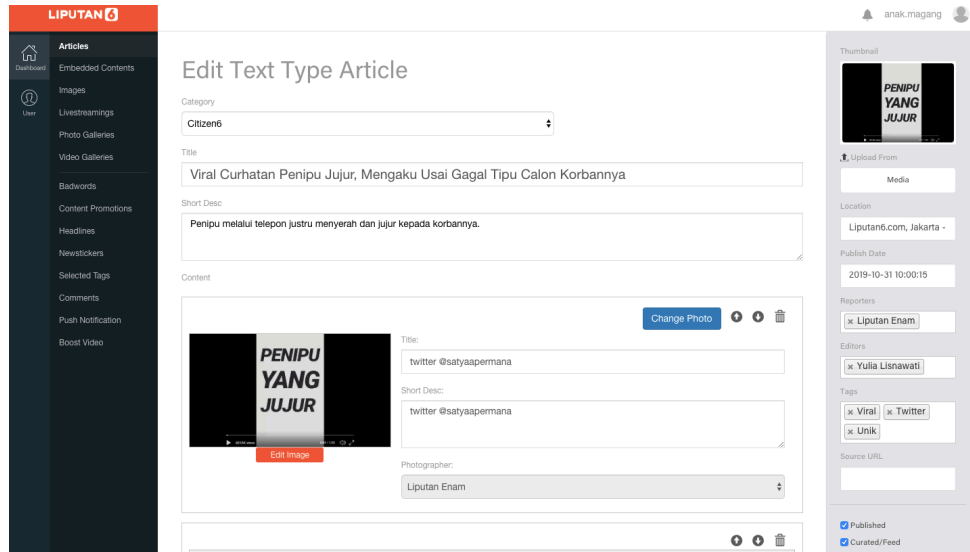 LIPUTAN6
anak.magang
Dashboard
User
Articles
Embedded Contents
Images
Livestreamings
Photo Galleries
Video Galleries
Badwords
Content Promotions
Headlines
Newstickers
Selected Tags
Comments
Push Notification
Boost Video
Edit Text Type Article
Category
Citizen6
Title
Viral Curhatan Penipu Jujur, Mengaku Usai Gagal Tipu Calon Korbannya
Short Desc
Penipu melalui telepon justru menyerah dan jujur kepada korbannya.
Content
Change Photo
PENIPU
YANG
JUJUR
Edit Image
Title:
twitter @satyaapermana
Short Desc:
twitter @satyaapermana
Photographer:
Liputan Enam
Thumbnail
PENIPU
YANG
JUJUR
Upload From
Media
Location
Liputan6.com, Jakarta -
Publish Date
2019-10-31 10:00:15
Reporters
× Liputan Enam
Editors
× Yulia Lisnawati
Tags
× Viral × Twitter
× Unik
Source URL
Published
Curated/Feed